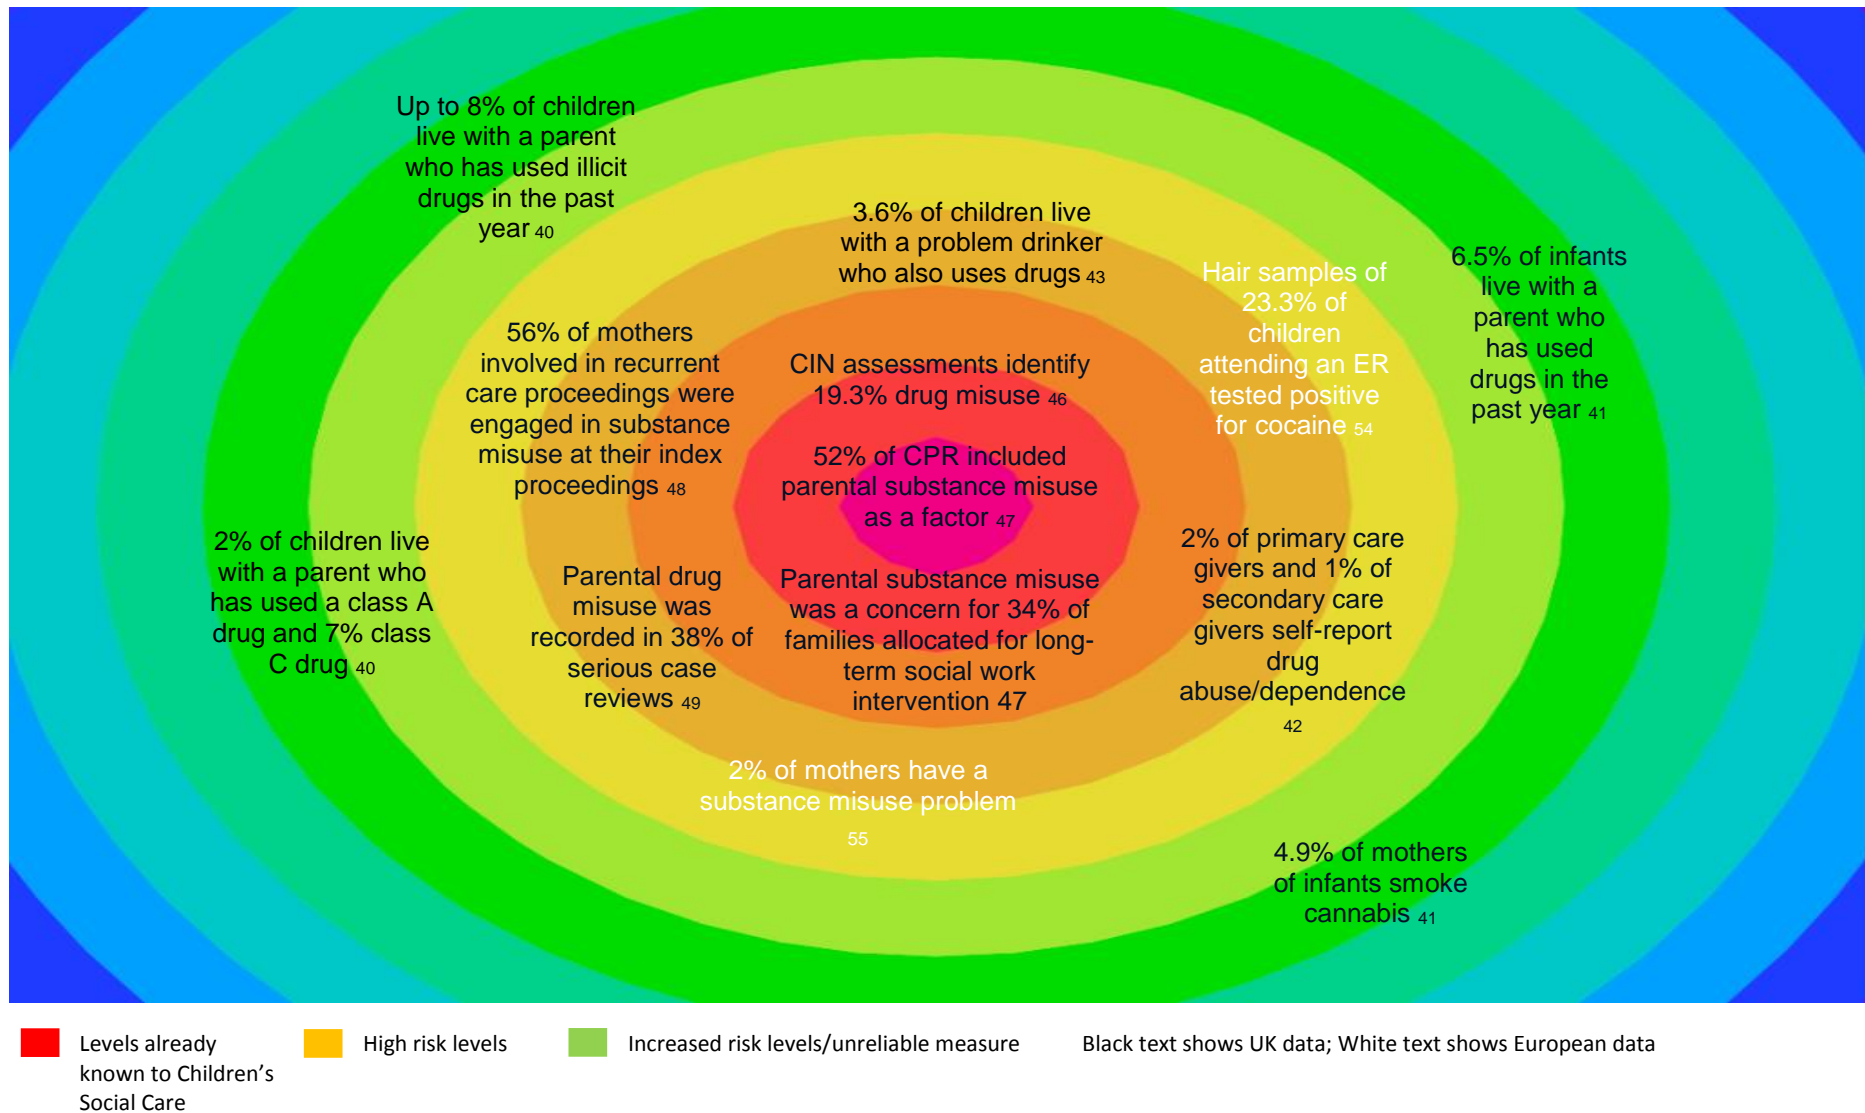 Up to 8% of children
live with a parent
who has used illicit
drugs in the past
year 40
3.6% of children live
with a problem drinker
who also uses drugs 43
Hair samples of
23.3% of
children
attending an ER
tested positive
for cocaine 54
6.5% of infants
live with a
parent who
has used
drugs in the
past year 41
56% of mothers
involved in recurrent
care proceedings were
engaged in substance
misuse at their index
proceedings 48
CIN assessments identify
19.3% drug misuse 46
52% of CPR included
parental substance misuse
as a factor 47
2% of children live
with a parent who
has used a class A
drug and 7% class
C drug 40
Parental drug
misuse was
recorded in 38% of
serious case
reviews 49
Parental substance misuse
was a concern for 34% of
families allocated for long-
term social work
intervention 47
2% of primary care
givers and 1% of
secondary care
givers self-report
drug
abuse/dependence
42
2% of mothers have a
substance misuse problem
55
4.9% of mothers
of infants smoke
cannabis 41
Levels already
known to Children's
Social Care
High risk levels
Increased risk levels/unreliable measure
Black text shows UK data; White text shows European data